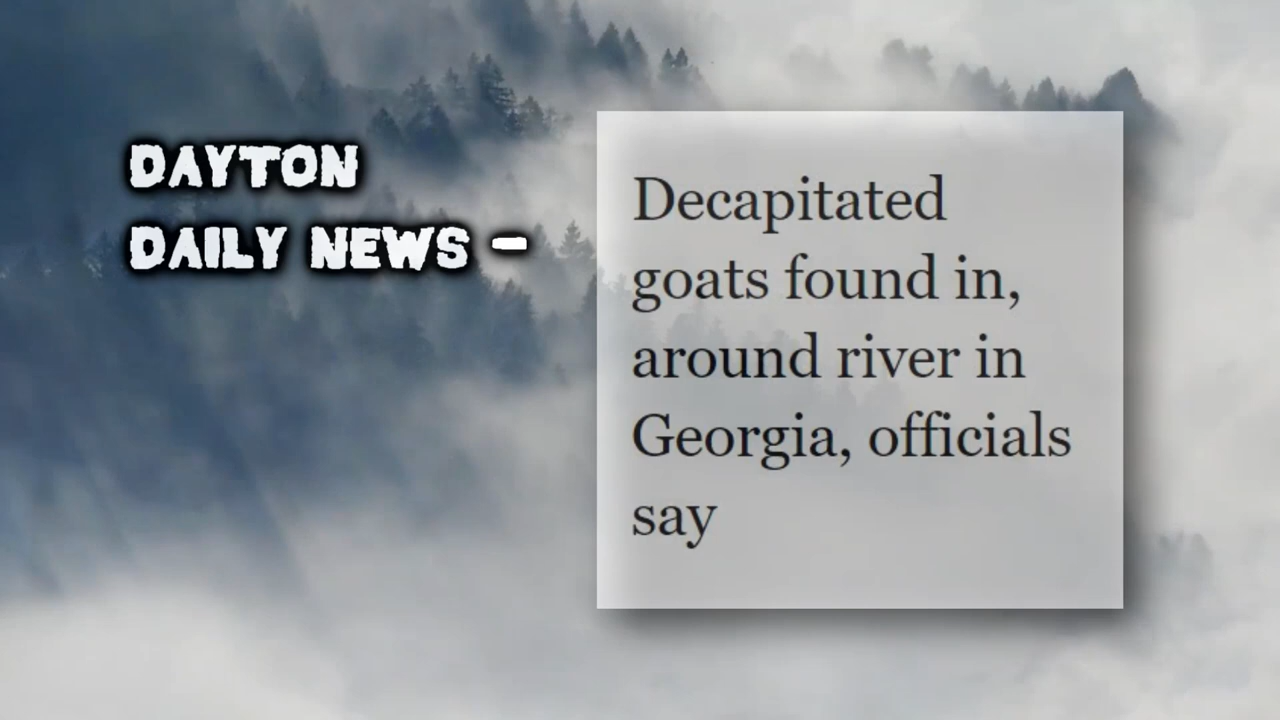 DAYTON
DAILY NEWS -
Decapitated
goats found in,
around river in
Georgia, officials
say